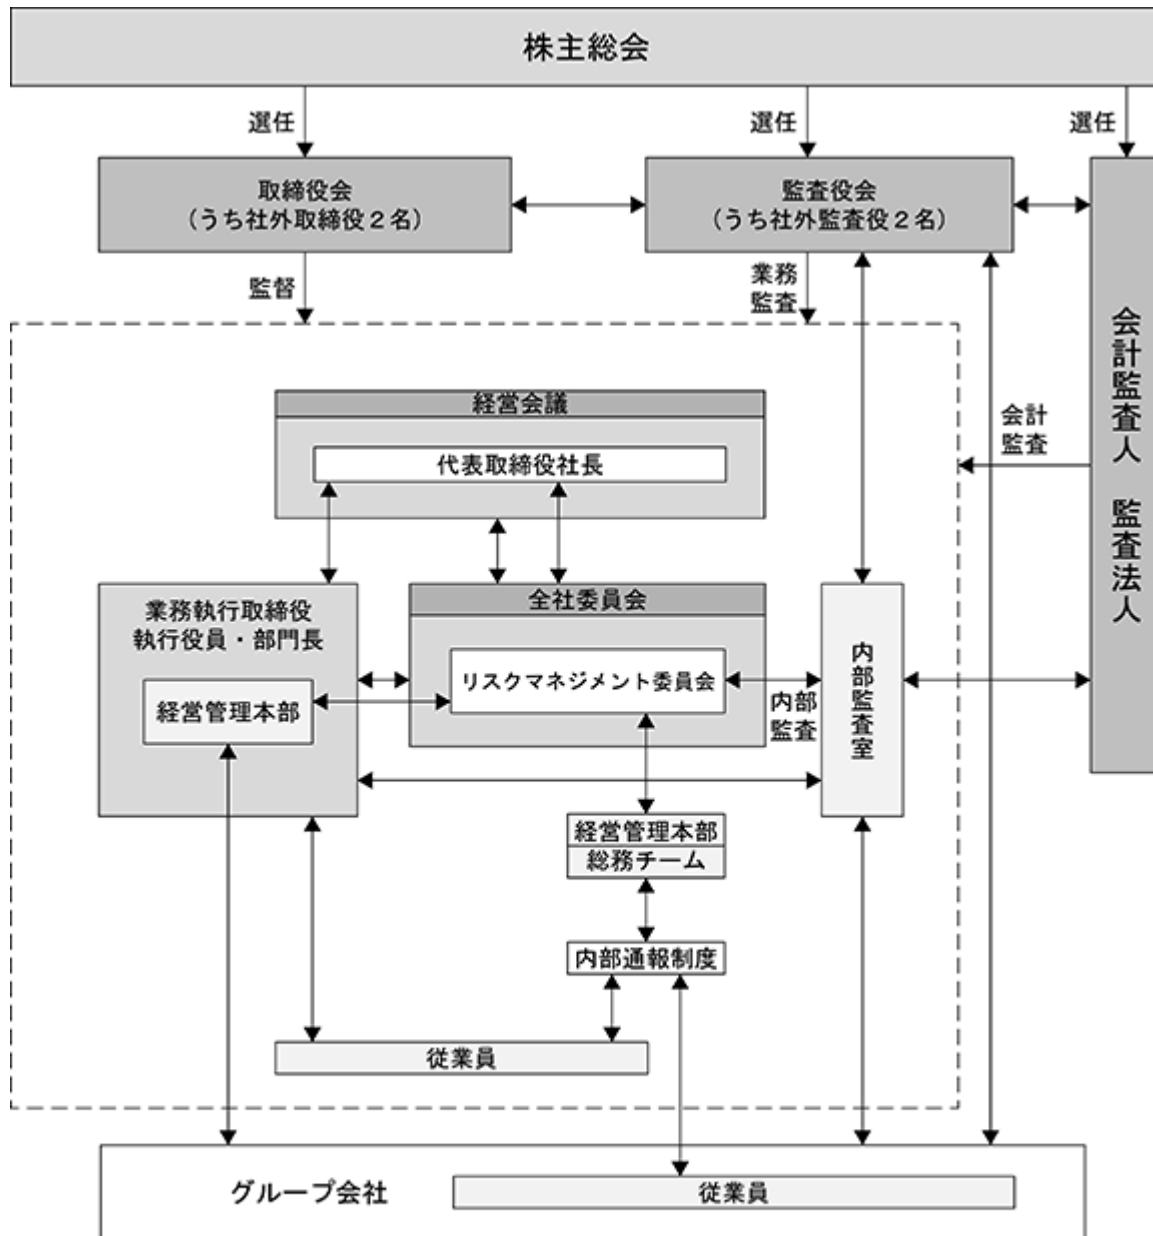 株主総会
選任
選任
選任
取締役会
（うち社外取締役２名）
監査役会
（うち社外監査役２名）
監督
業務
監査
会計監査人　監査法人
経営会議
代表取締役社長
会計
監査
業務執行取締役
執行役員・部門長
経営管理本部
全社委員会
リスクマネジメント委員会
内部
監査
内部監査室
経営管理本部
総務チーム
内部通報制度
従業員
グループ会社
従業員